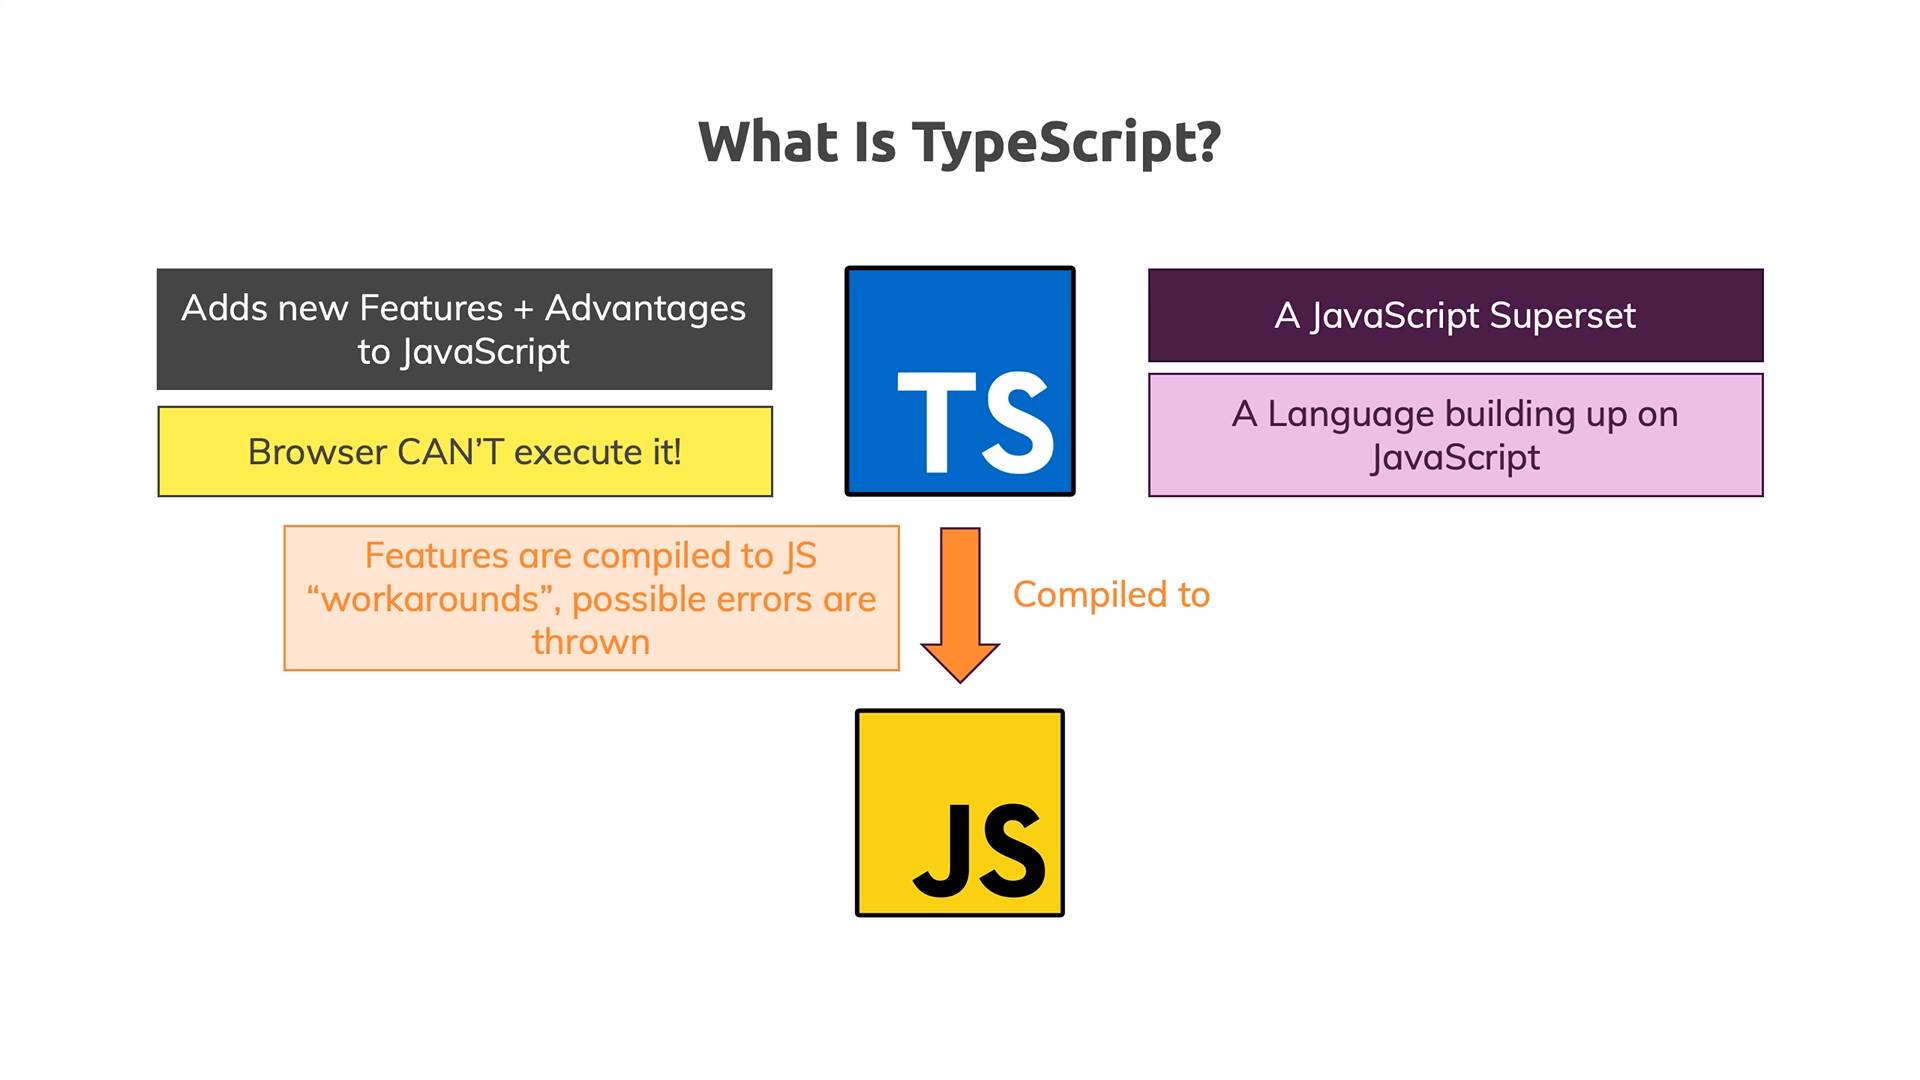 What Is TypeScript?
Adds new Features + Advantages
to JavaScript
Browser CAN’T execute it!
TS
A JavaScript Superset
A Language building up on
JavaScript
Features are compiled to JS
“workarounds”, possible errors are
thrown
Compiled to
JS